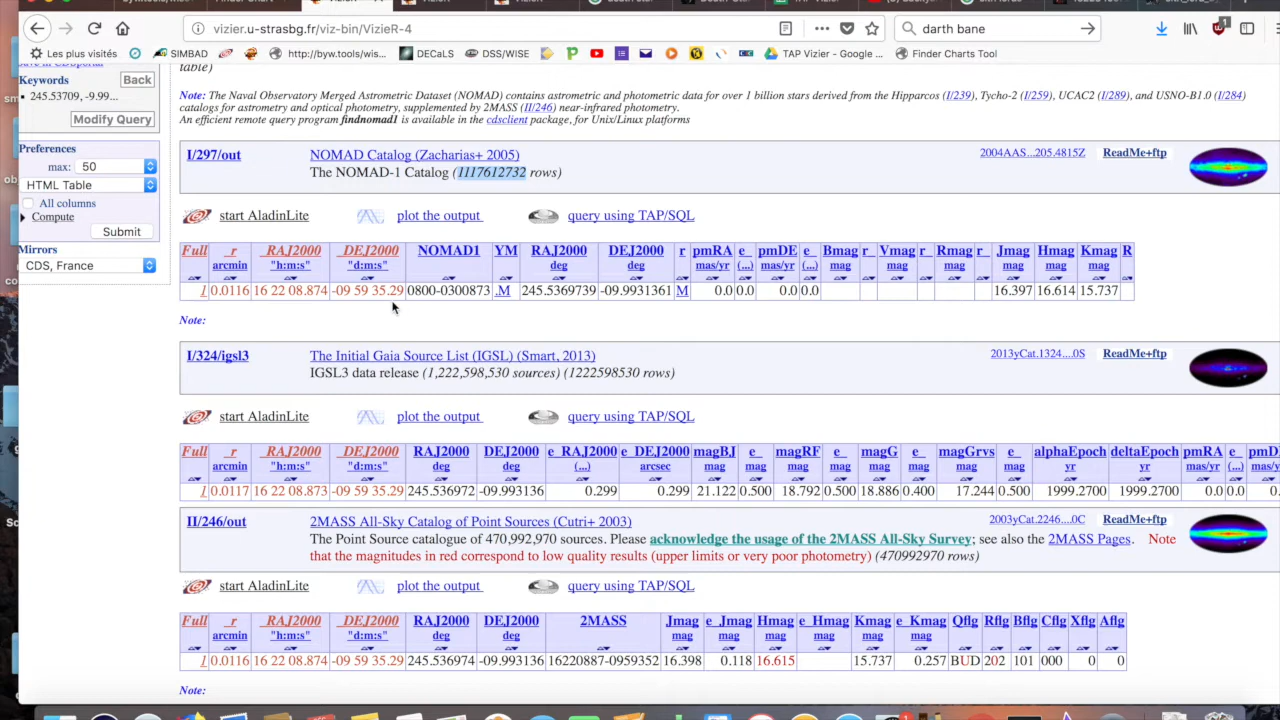 VizieR
vizier.u-strasbg.fr/viz-bin/VizieR-4
darth bane
1
Les plus visités
SIMBAD
http://byw.tools/wis...
DECaLS
DSS/WISE
TAP Vizier - Google ...
Finder Charts Tool
Keywords
Back
245.53709, -9.99...
Modify Query
Preferences
max: 50
HTML Table
All columns
Compute
Submit
Mirrors
CDS, France
table)
Note: The Naval Observatory Merged Astrometric Dataset (NOMAD) contains astrometric and photometric data for over 1 billion stars derived from the Hipparcos (I/239), Tycho-2 (I/259), UCAC2 (I/289), and USNO-B1.0 (I/284)
catalogs for astrometry and optical photometry, supplemented by 2MASS (II/246) near-infrared photometry.
An efficient remote query program findnomad1 is available in the cdsclient package, for Unix/Linux platforms
I/297/out NOMAD Catalog (Zacharias+ 2005) 2004AAS...205.4815Z ReadMe+ftp
The NOMAD-1 Catalog (1117612732 rows)
start AladinLite plot the output query using TAP/SQL
Full _r _RAJ2000 _DEJ2000 NOMAD1 YM RAJ2000 DEJ2000 r pmRA e_ pmDE e_ Bmag r_ Vmag r_ Rmag r_ Jmag Hmag Kmag R
arcmin "h:m:s" "d:m:s" deg deg mas/yr (...) mas/yr (...) mag mag mag mag mag mag
1 0.0116 16 22 08.874 -09 59 35.29 0800-0300873 .M 245.5369739 -09.9931361 M 0.0 0.0 0.0 0.0 16.397 16.614 15.737
Note:
I/324/igsl3 The Initial Gaia Source List (IGSL) (Smart, 2013) 2013yCat.1324....0S ReadMe+ftp
IGSL3 data release (1,222,598,530 sources) (1222598530 rows)
start AladinLite plot the output query using TAP/SQL
Full _r _RAJ2000 _DEJ2000 RAJ2000 DEJ2000 e_RAJ2000 e_DEJ2000 magBJ e_ magRF e_ magG e_ magGrvs e_ alphaEpoch deltaEpoch pmRA e_ pmD
arcmin "h:m:s" "d:m:s" deg deg (...) arcsec mag mag mag mag mag mag mag mag yr yr mas/yr (...) mas/y
1 0.0117 16 22 08.873 -09 59 35.29 245.536972 -09.993136 0.299 0.299 21.122 0.500 18.792 0.500 18.886 0.400 17.244 0.500 1999.2700 1999.2700 0.0 0.0 0.
II/246/out 2MASS All-Sky Catalog of Point Sources (Cutri+ 2003) 2003yCat.2246....0C ReadMe+ftp
The Point Source catalogue of 470,992,970 sources. Please acknowledge the usage of the 2MASS All-Sky Survey; see also the 2MASS Pages. Note
that the magnitudes in red correspond to low quality results (upper limits or very poor photometry) (470992970 rows)
start AladinLite plot the output query using TAP/SQL
Full _r _RAJ2000 _DEJ2000 RAJ2000 DEJ2000 2MASS Jmag e_Jmag Hmag e_Hmag Kmag e_Kmag Qflg Rflg Bflg Cflg Xflg Aflg
arcmin "h:m:s" "d:m:s" deg deg mag mag mag mag mag mag
1 0.0116 16 22 08.874 -09 59 35.29 245.536974 -09.993136 16220887-0959352 16.398 0.118 16.615 15.737 0.257 BUD 202 101 000 0 0
Note: